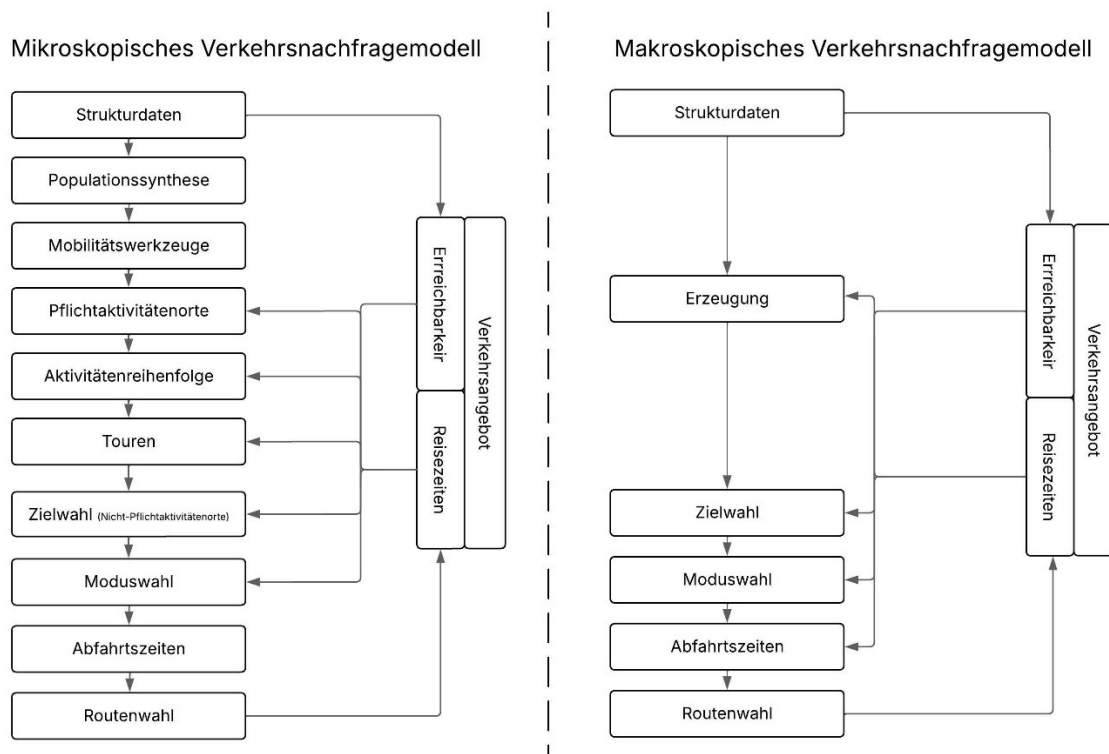 Mikroskopisches Verkehrsnachfragemodell
Strukturdaten
Populationssynthese
Mobilitätswerkzeuge
Pflichtaktivitätenorte
Aktivitätenreihenfolge
Touren
Zielwahl (Nicht-Pflichtaktivitätenorte)
Moduswahl
Abfahrtszeiten
Routenwahl
Errreichbarkeir
Reisezeiten
Verkehrsangebot
Makroskopisches Verkehrsnachfragemodell
Strukturdaten
Erzeugung
Zielwahl
Moduswahl
Abfahrtszeiten
Routenwahl
Errreichbarkeir
Reisezeiten
Verkehrsangebot